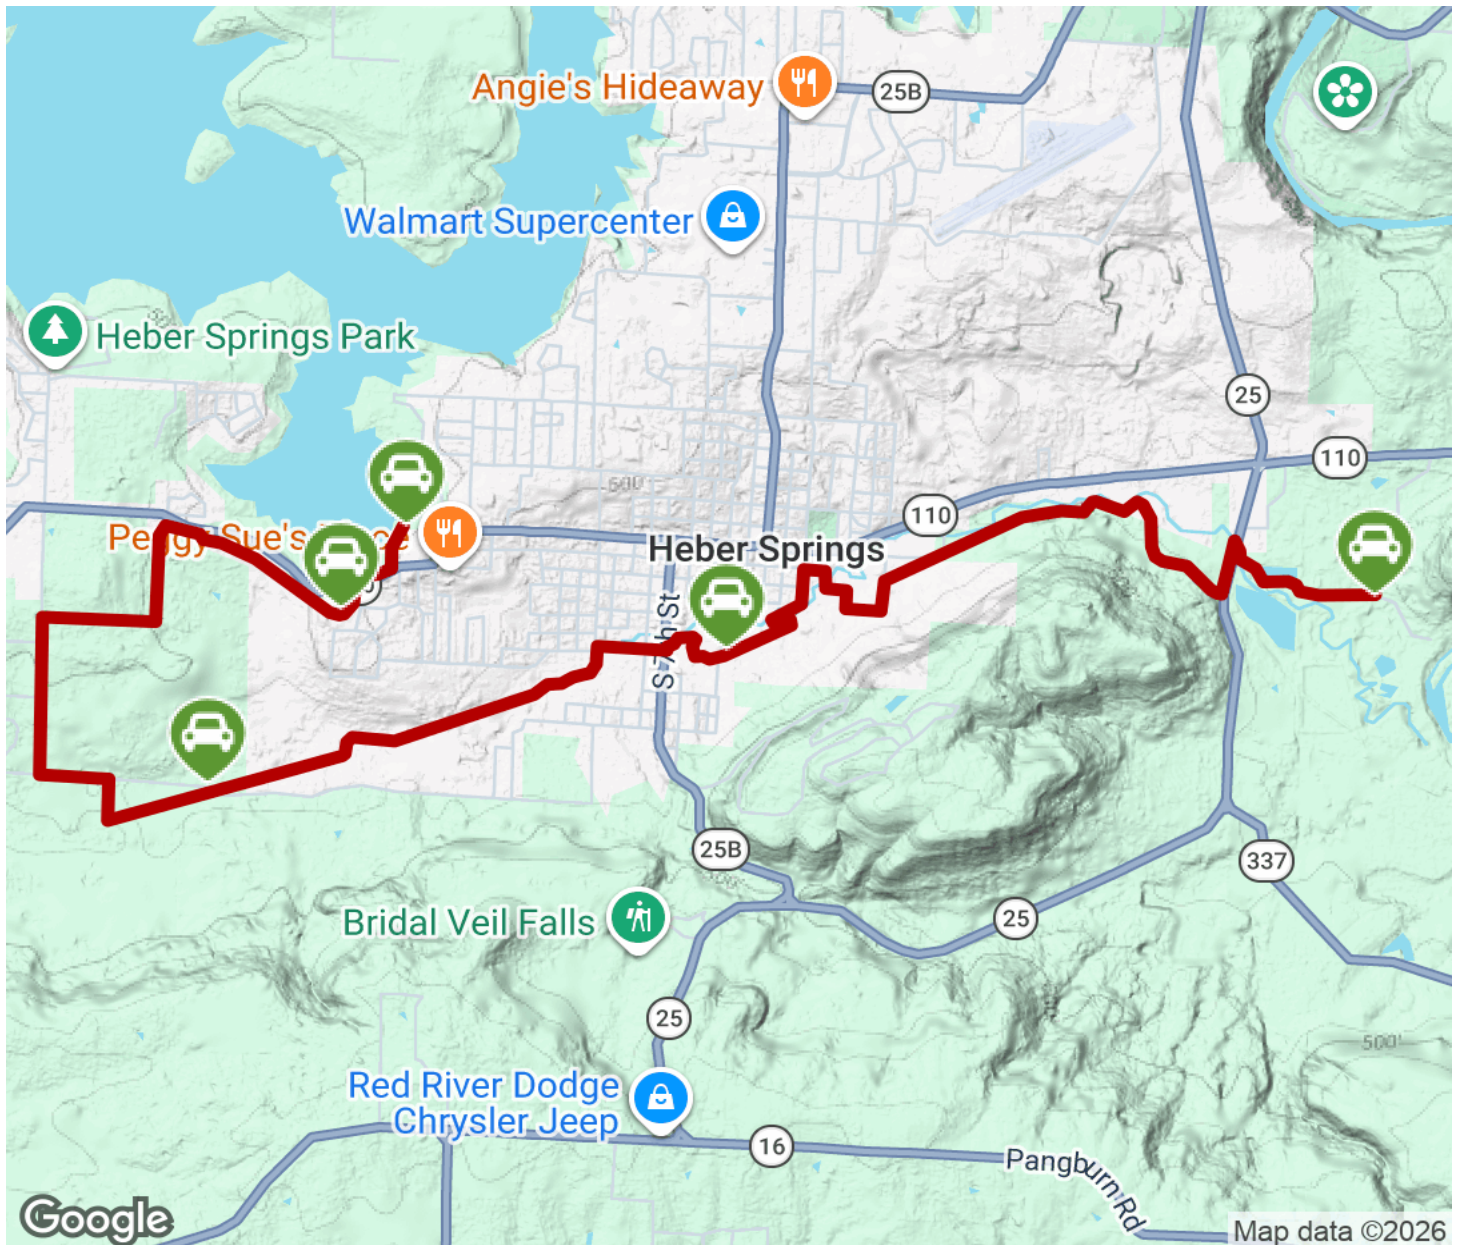 Angie's Hideaway
25B
Walmart Supercenter
Heber Springs Park
25
110
500'
110
Heber Springs
S 7th St
25B
337
Bridal Veil Falls
25
25
500'
Red River Dodge
Chrysler Jeep
16
Pangburn Rd
Google
Map data ©2026